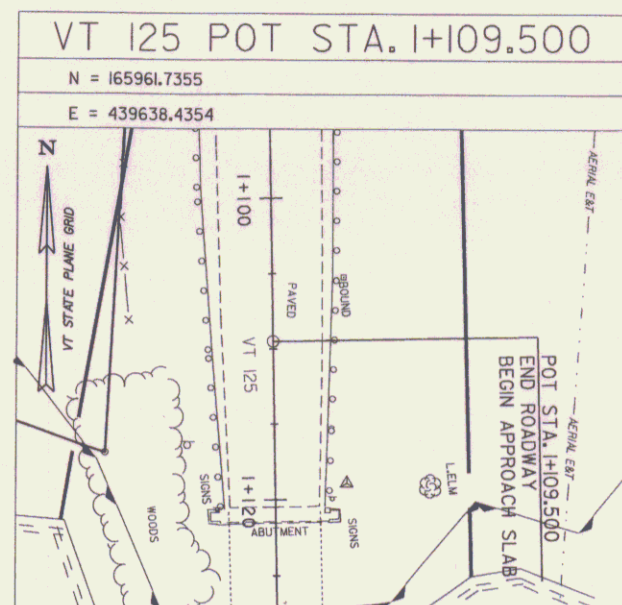 VT 125 POT STA. 1+109.500
N = 165961.7355
E = 439638.4354
N
VT STATE PLANE GRID
1+100
PAVED
BOUND
AERIAL E&T
VT 125
POT STA. 1+109.500
END ROADWAY
BEGIN APPROACH SLAB
AERIAL E&T
L.ELM
SIGNS
1+120
WOODS
ABUTMENT
SIGNS